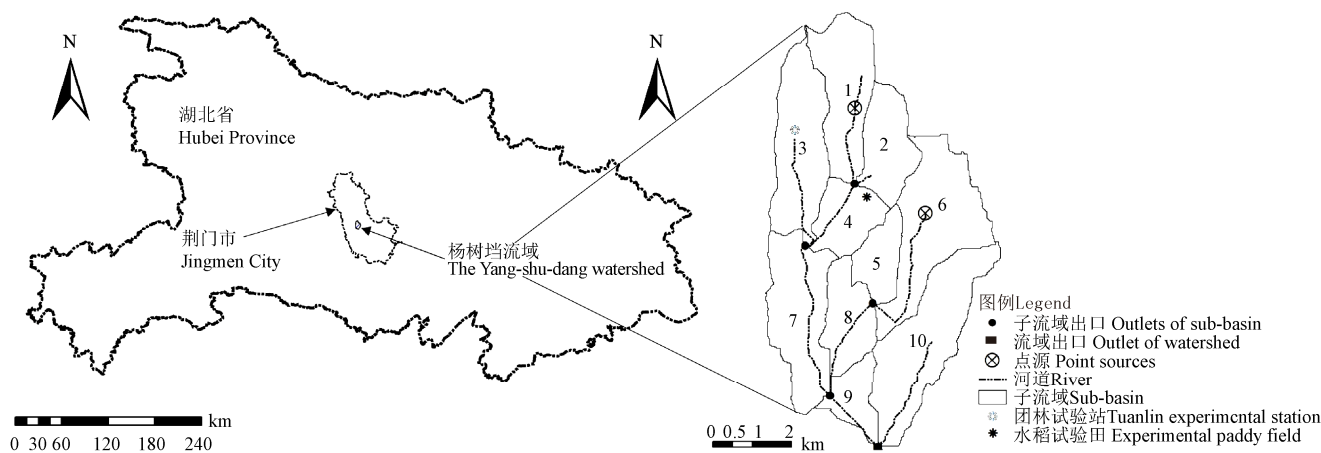 N
湖北省
Hubei Province
荆门市
Jingmen City
杨树垱流域
The Yang-shu-dang watershed
km
0 30 60 120 180 240
N
1
2
3
4
5
6
7
8
9
10
0 0.5 1 2 km
图例Legend
子流域出口 Outlets of sub-basin
流域出口 Outlet of watershed
点源 Point sources
河道River
子流域Sub-basin
团林试验站Tuanlin experimcntal station
水稻试验田 Experimental paddy field